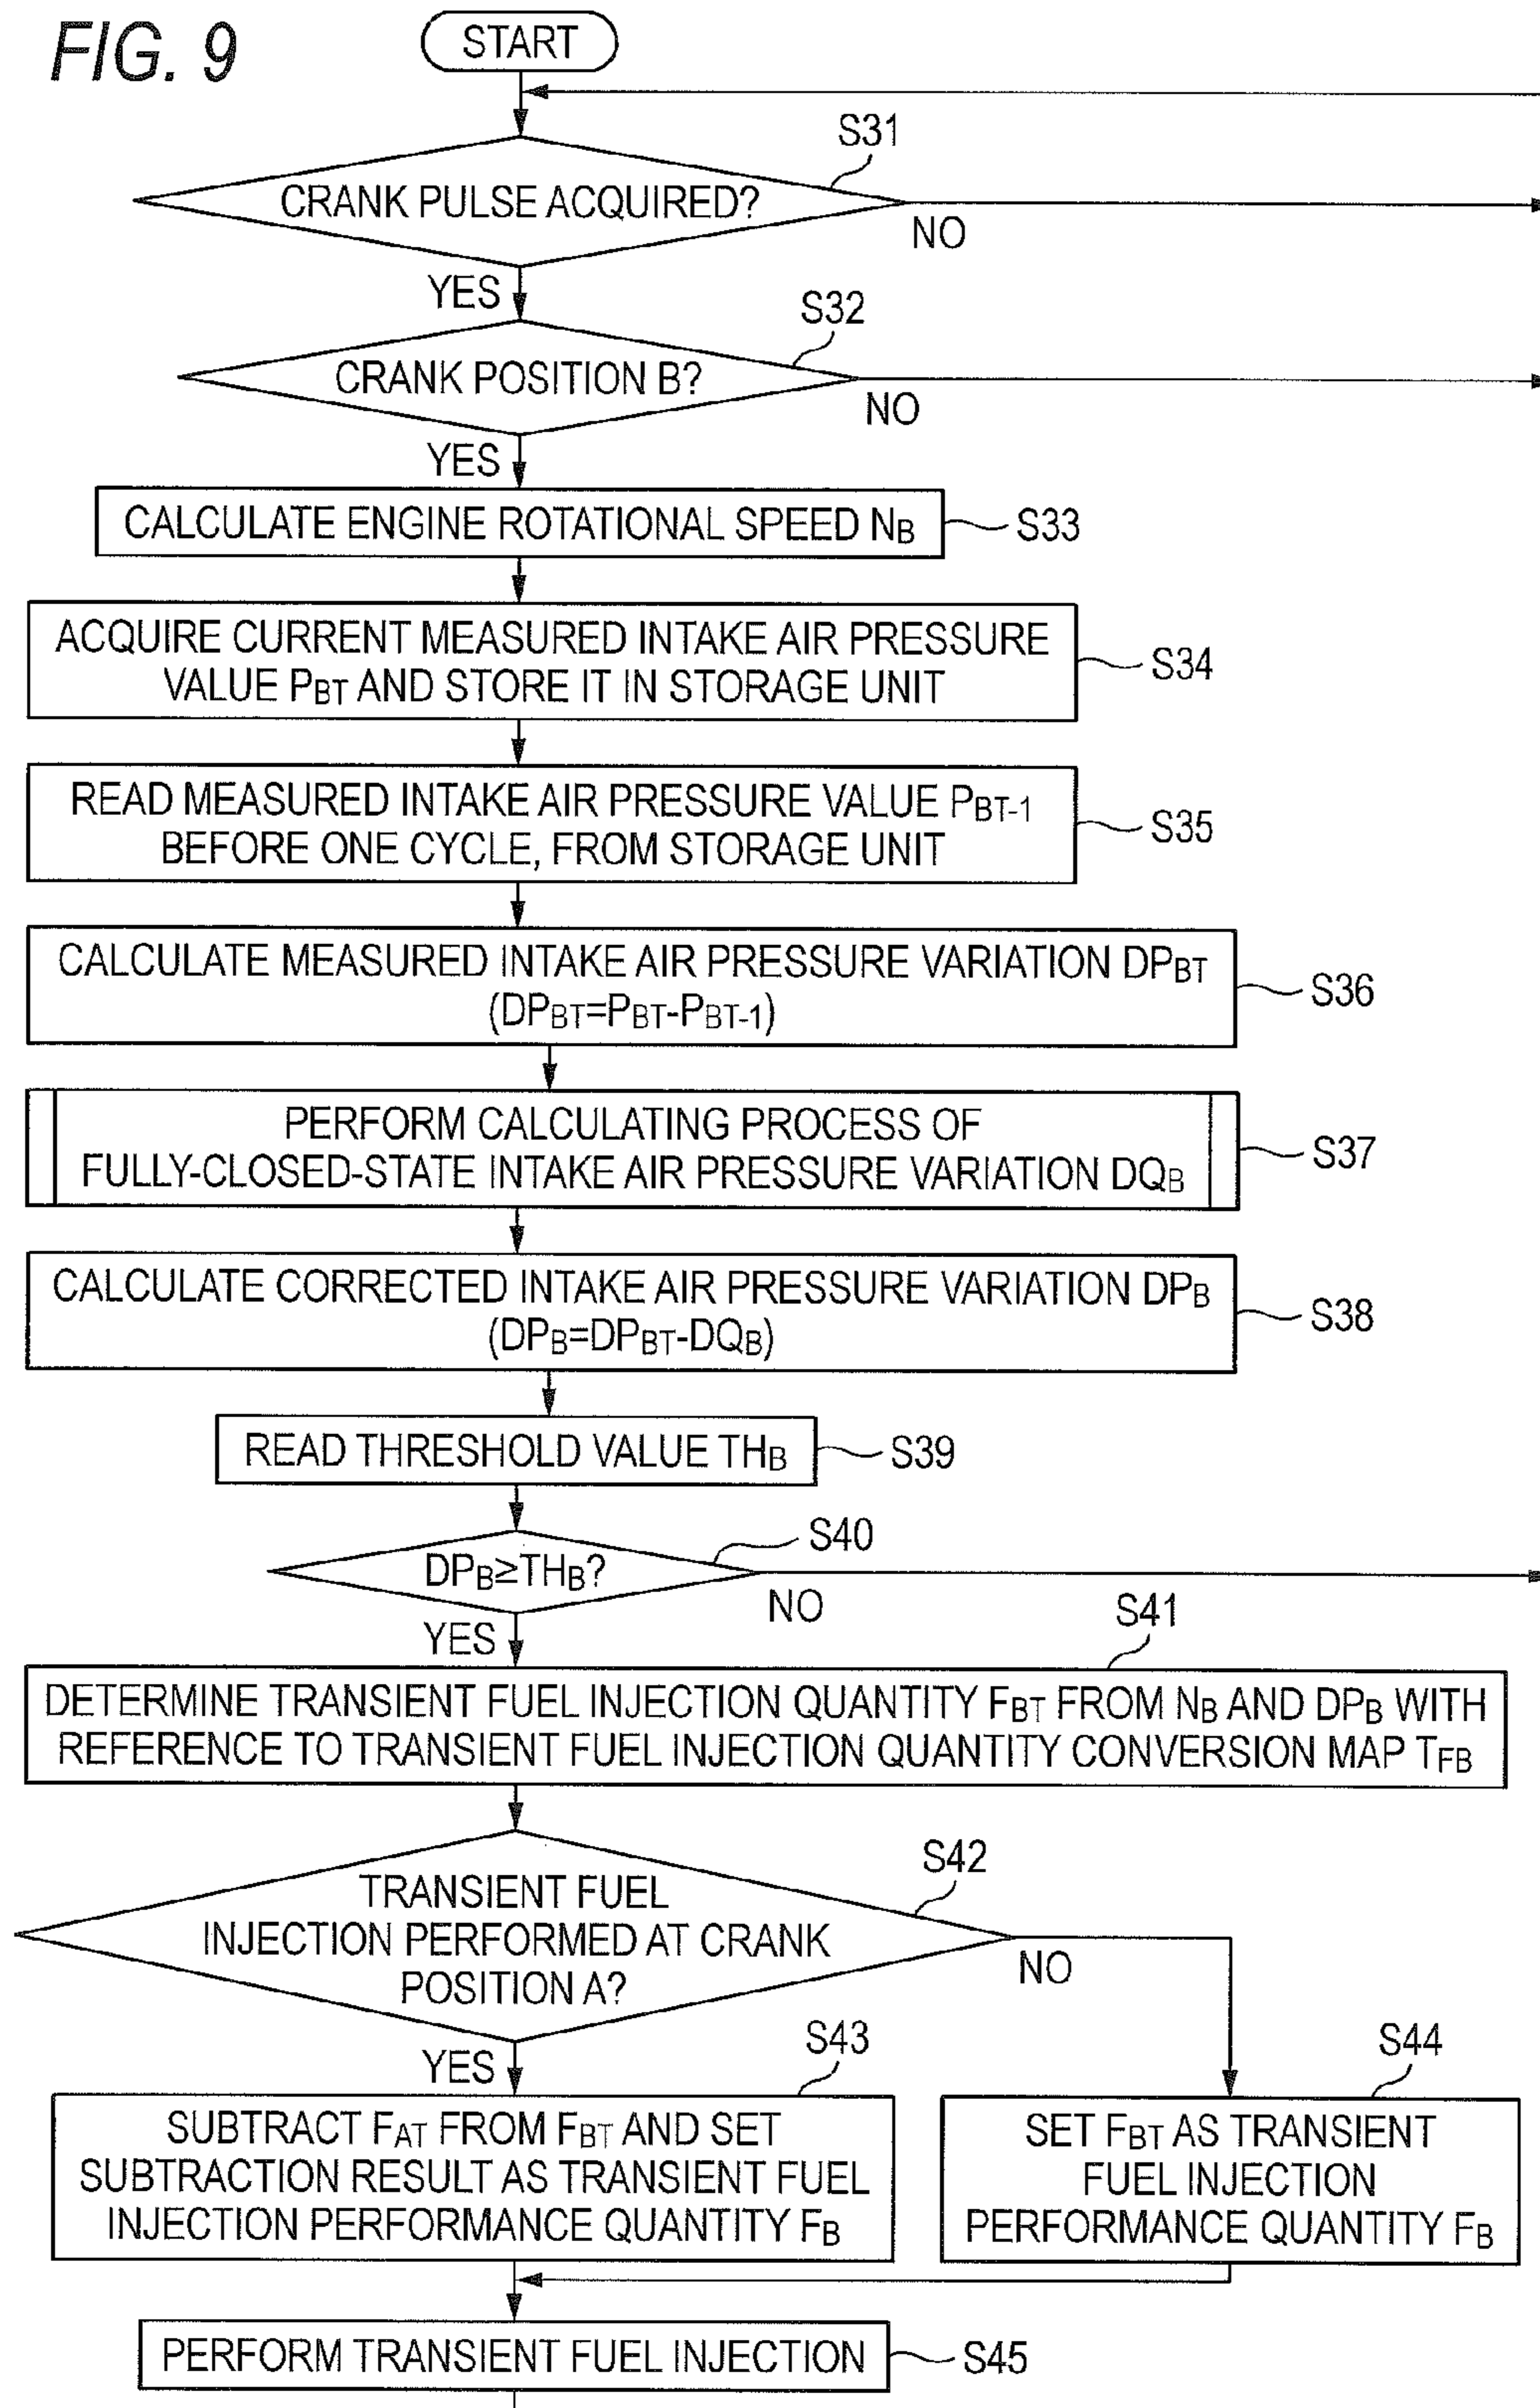 FIG. 9
START
S31
CRANK PULSE ACQUIRED?
NO
YES
S32
CRANK POSITION B?
NO
YES
CALCULATE ENGINE ROTATIONAL SPEED NB
S33
ACQUIRE CURRENT MEASURED INTAKE AIR PRESSURE
VALUE PBT AND STORE IT IN STORAGE UNIT
S34
READ MEASURED INTAKE AIR PRESSURE VALUE PBT-1
BEFORE ONE CYCLE, FROM STORAGE UNIT
S35
CALCULATE MEASURED INTAKE AIR PRESSURE VARIATION DPBT
(DPBT=PBT-PBT-1)
S36
PERFORM CALCULATING PROCESS OF
FULLY-CLOSED-STATE INTAKE AIR PRESSURE VARIATION DQB
S37
CALCULATE CORRECTED INTAKE AIR PRESSURE VARIATION DPB
(DPB=DPBT-DQB)
S38
READ THRESHOLD VALUE THB
S39
S40
DPB≥THB?
NO
YES
S41
DETERMINE TRANSIENT FUEL INJECTION QUANTITY FBT FROM NB AND DPB WITH
REFERENCE TO TRANSIENT FUEL INJECTION QUANTITY CONVERSION MAP TFB
S42
TRANSIENT FUEL
INJECTION PERFORMED AT CRANK
POSITION A?
NO
YES
S43
SUBTRACT FAT FROM FBT AND SET
SUBTRACTION RESULT AS TRANSIENT FUEL
INJECTION PERFORMANCE QUANTITY FB
S44
SET FBT AS TRANSIENT
FUEL INJECTION
PERFORMANCE QUANTITY FB
PERFORM TRANSIENT FUEL INJECTION
S45